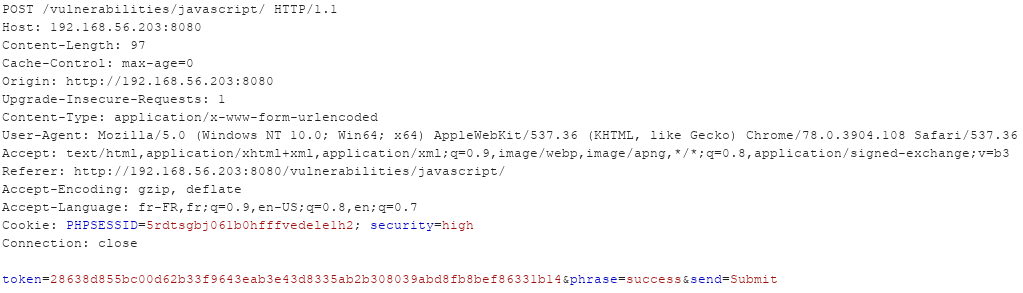 POST /vulnerabilities/javascript/ HTTP/1.1
Host: 192.168.56.203:8080
Content-Length: 97
Cache-Control: max-age=0
Origin: http://192.168.56.203:8080
Upgrade-Insecure-Requests: 1
Content-Type: application/x-www-form-urlencoded
User-Agent: Mozilla/5.0 (Windows NT 10.0; Win64; x64) AppleWebKit/537.36 (KHTML, like Gecko) Chrome/78.0.3904.108 Safari/537.36
Accept: text/html,application/xhtml+xml,application/xml;q=0.9,image/webp,image/apng,*/*;q=0.8,application/signed-exchange;v=b3
Referer: http://192.168.56.203:8080/vulnerabilities/javascript/
Accept-Encoding: gzip, deflate
Accept-Language: fr-FR,fr;q=0.9,en-US;q=0.8,en;q=0.7
Cookie: PHPSESSID=5rdtsgbj06lb0hfffvedele1h2; security=high
Connection: close
token=28638d855bc00d62b33f9643eab3e43d8335ab2b308039abd8fb8bef86331b14&phrase=success&send=Submit